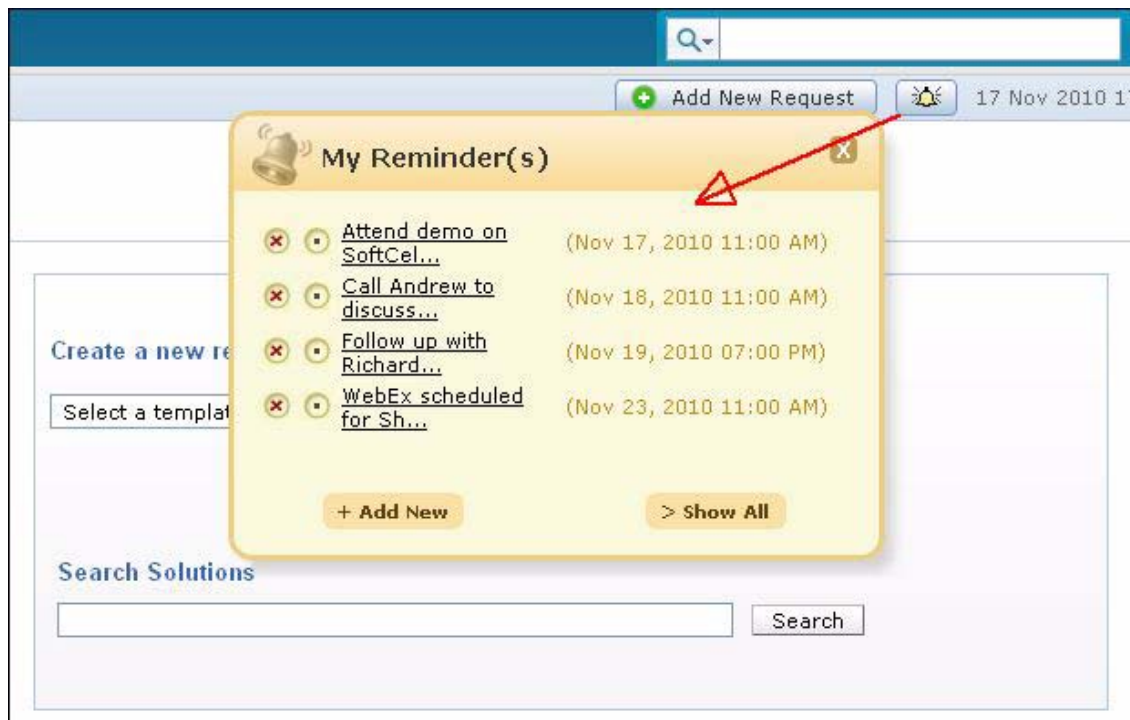 Add New Request
17 Nov 2010 1
My Reminder(s)
X
Attend demo on
SoftCel...
(Nov 17, 2010 11:00 AM)
Call Andrew to
discuss...
(Nov 18, 2010 11:00 AM)
Create a new re
Follow up with
Richard...
(Nov 19, 2010 07:00 PM)
Select a templat
WebEx scheduled
for Sh...
(Nov 23, 2010 11:00 AM)
+ Add New
> Show All
Search Solutions
Search